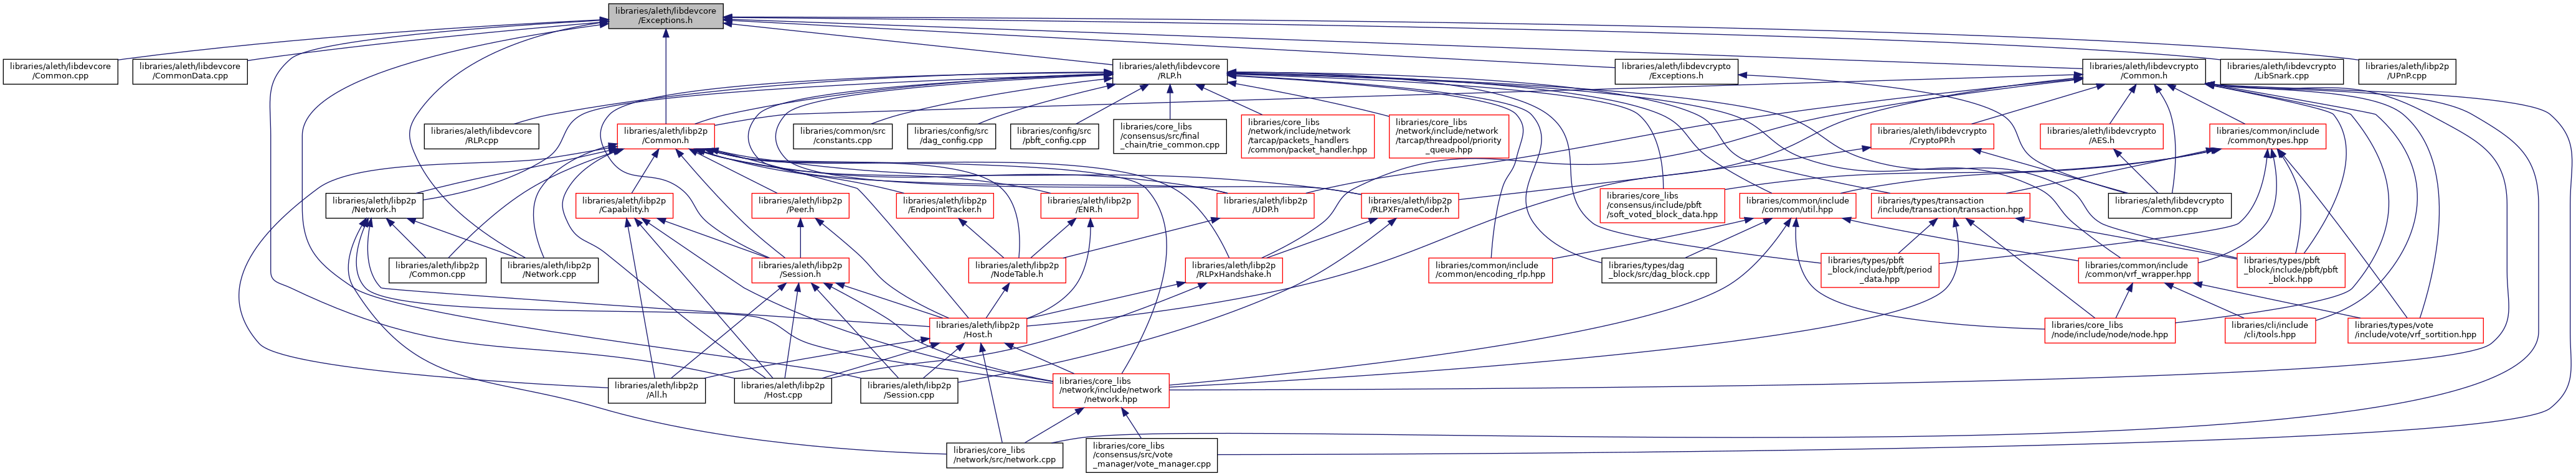 libraries/aleth/libdevcore
/Exceptions.h
libraries/aleth/libdevcore
/Common.cpp
libraries/aleth/libdevcore
/CommonData.cpp
libraries/aleth/libdevcore
/RLP.h
libraries/aleth/libdevcrypto
/Exceptions.h
libraries/aleth/libdevcrypto
/Common.h
libraries/aleth/libdevcrypto
/LibSnark.cpp
libraries/aleth/libp2p
/UPnP.cpp
libraries/aleth/libdevcore
/RLP.cpp
libraries/aleth/libp2p
/Common.h
libraries/common/src
/constants.cpp
libraries/config/src
/dag_config.cpp
libraries/config/src
/pbft_config.cpp
libraries/core_libs
/consensus/src/final
_chain/trie_common.cpp
libraries/core_libs
/network/include/network
/tarcap/packets_handlers
/common/packet_handler.hpp
libraries/core_libs
/network/include/network
/tarcap/threadpool/priority
_queue.hpp
libraries/aleth/libdevcrypto
/CryptoPP.h
libraries/aleth/libdevcrypto
/AES.h
libraries/common/include
/common/types.hpp
libraries/aleth/libp2p
/Network.h
libraries/aleth/libp2p
/Capability.h
libraries/aleth/libp2p
/Peer.h
libraries/aleth/libp2p
/EndpointTracker.h
libraries/aleth/libp2p
/ENR.h
libraries/aleth/libp2p
/UDP.h
libraries/aleth/libp2p
/RLPXFrameCoder.h
libraries/core_libs
/consensus/include/pbft
/soft_voted_block_data.hpp
libraries/common/include
/common/util.hpp
libraries/types/transaction
/include/transaction/transaction.hpp
libraries/aleth/libdevcrypto
/Common.cpp
libraries/aleth/libp2p
/Common.cpp
libraries/aleth/libp2p
/Network.cpp
libraries/aleth/libp2p
/Session.h
libraries/aleth/libp2p
/NodeTable.h
libraries/aleth/libp2p
/RLPxHandshake.h
libraries/common/include
/common/encoding_rlp.hpp
libraries/types/dag
_block/src/dag_block.cpp
libraries/types/pbft
_block/include/pbft/period
_data.hpp
libraries/common/include
/common/vrf_wrapper.hpp
libraries/types/pbft
_block/include/pbft/pbft
_block.hpp
libraries/aleth/libp2p
/Host.h
libraries/core_libs
/node/include/node/node.hpp
libraries/cli/include
/cli/tools.hpp
libraries/types/vote
/include/vote/vrf_sortition.hpp
libraries/aleth/libp2p
/All.h
libraries/aleth/libp2p
/Host.cpp
libraries/aleth/libp2p
/Session.cpp
libraries/core_libs
/network/include/network
/network.hpp
libraries/core_libs
/network/src/network.cpp
libraries/core_libs
/consensus/src/vote
_manager/vote_manager.cpp